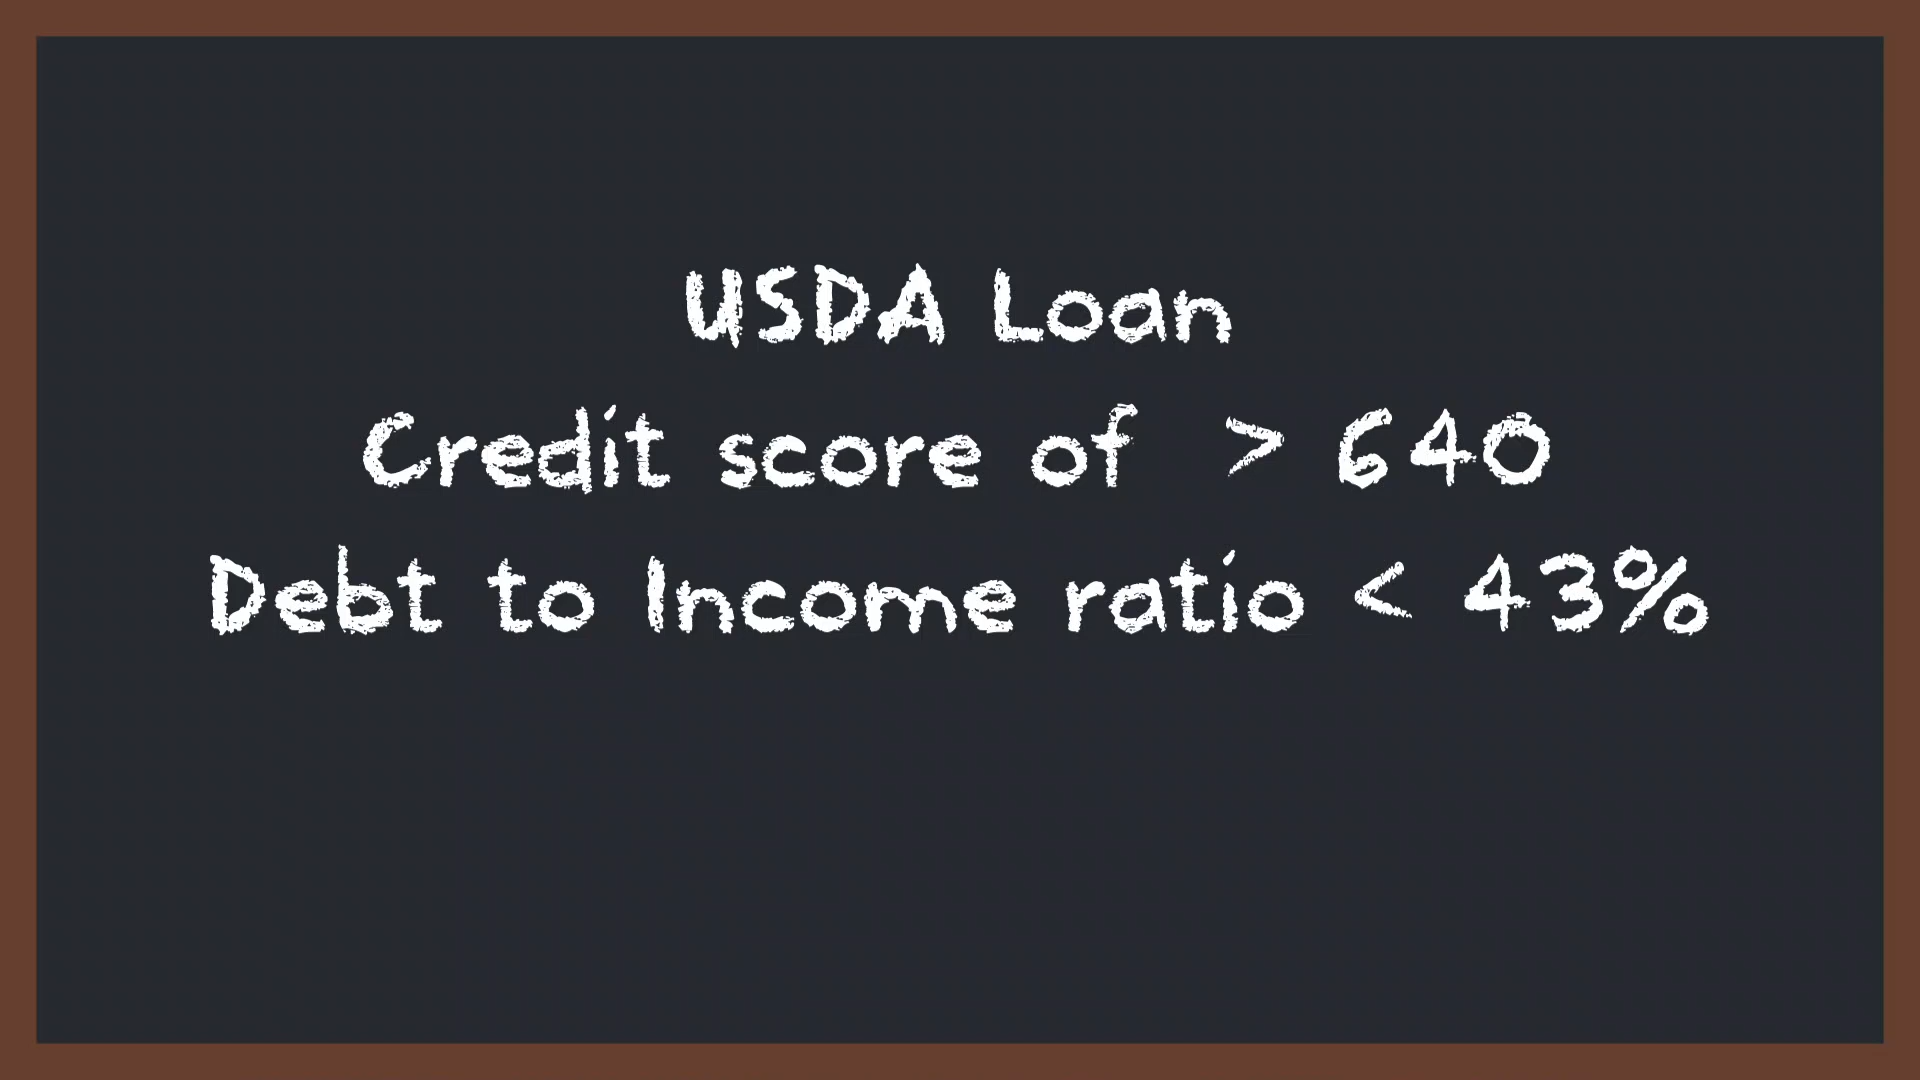 USDA Loan
Credit score of > 640
Debt to Income ratio < 43%